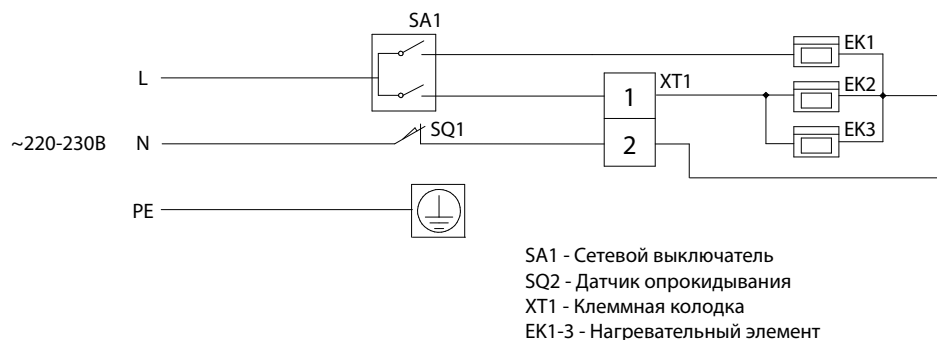 SA1
EK1
L
EK2
1
XT1
SQ1
EK3
~220-230В
N
2
PE
SA1 - Сетевой выключатель
SQ2 - Датчик опрокидывания
XT1 - Клеммная колодка
EK1-3 - Нагревательный элемент